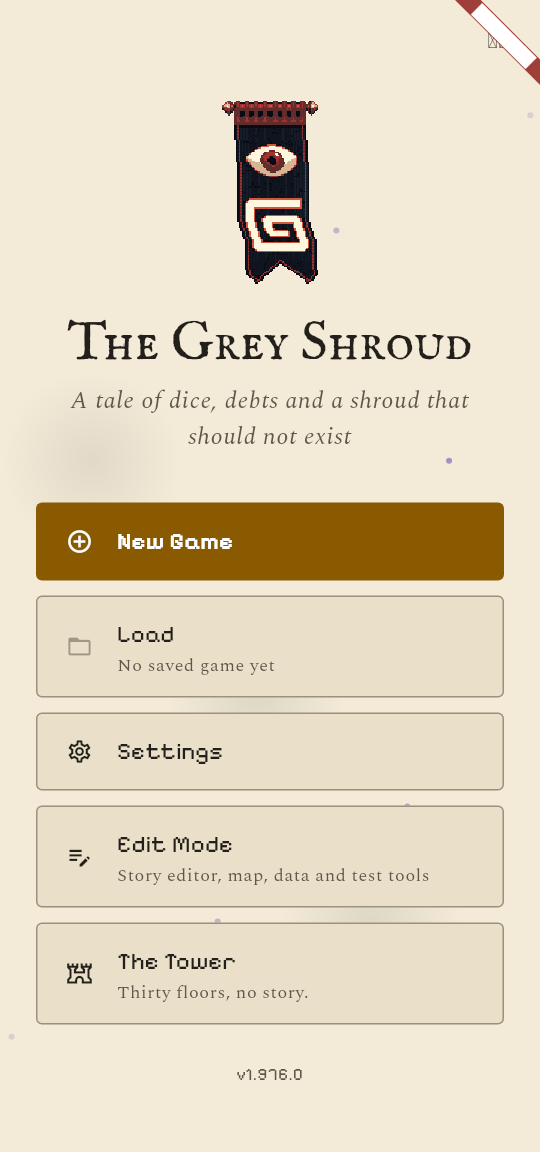 The Grey Shroud
A tale of dice, debts and a shroud that
should not exist
New Game
Load
No saved game yet
Settings
Edit Mode
Story editor, map, data and test tools
The Tower
Thirty floors, no story.
v1.976.0